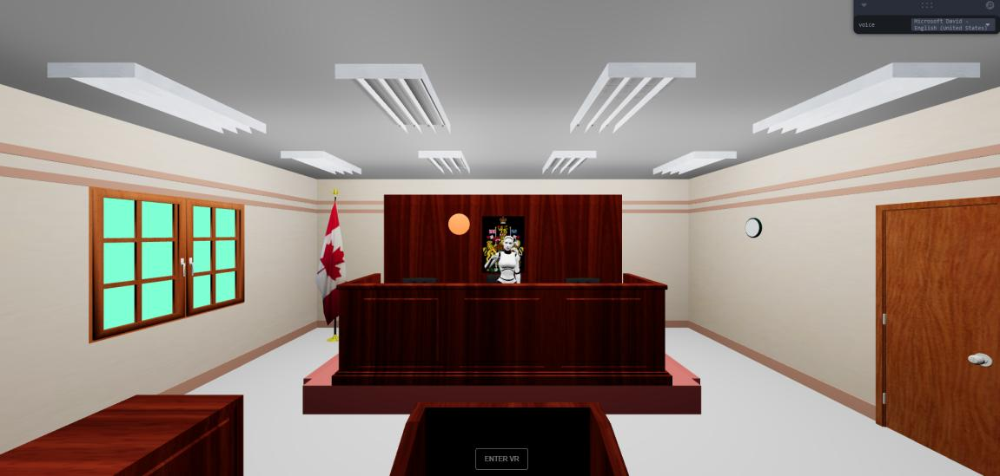 voice
Microsoft David -
English (United States)
ENTER VR